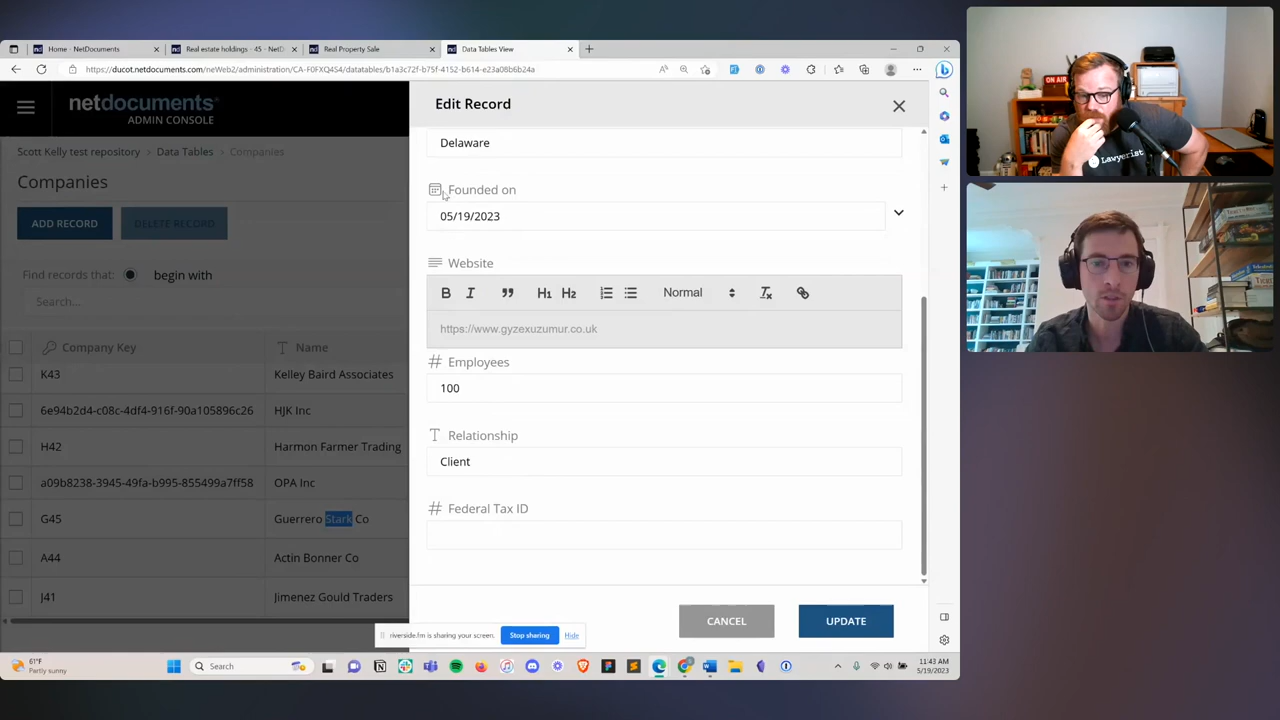 Home - NetDocuments
Real estate holdings - 45 - NetD
Real Property Sale
Data Tables View
https://ducot.netdocuments.com/neWeb2/administration/CA-F0FXQ4S4/datatables/b1a3c72f-b75f-4152-b614-e23a08b6b24a
netdocuments
ADMIN CONSOLE
Scott Kelly test repository > Data Tables > Companies
Companies
ADD RECORD
DELETE RECORD
Find records that:
begin with
Search...
Company Key
Name
K43
Kelley Baird Associates
6e94b2d4-c08c-4df4-916f-90a105896c26
HJK Inc
H42
Harmon Farmer Trading
a09b8238-3945-49fa-b995-855499a7ff58
OPA Inc
G45
Guerrero Stark Co
A44
Actin Bonner Co
J41
Jimenez Gould Traders
Edit Record
Delaware
Founded on
05/19/2023
Website
B I H1 H2 Normal
https://www.gyzexuzumur.co.uk
# Employees
100
Relationship
Client
# Federal Tax ID
CANCEL
UPDATE
riverside.fm is sharing your screen.
Stop sharing
Hide
61°F
Partly sunny
Search
11:43 AM
5/19/2023
ON AIR
Lawyerist